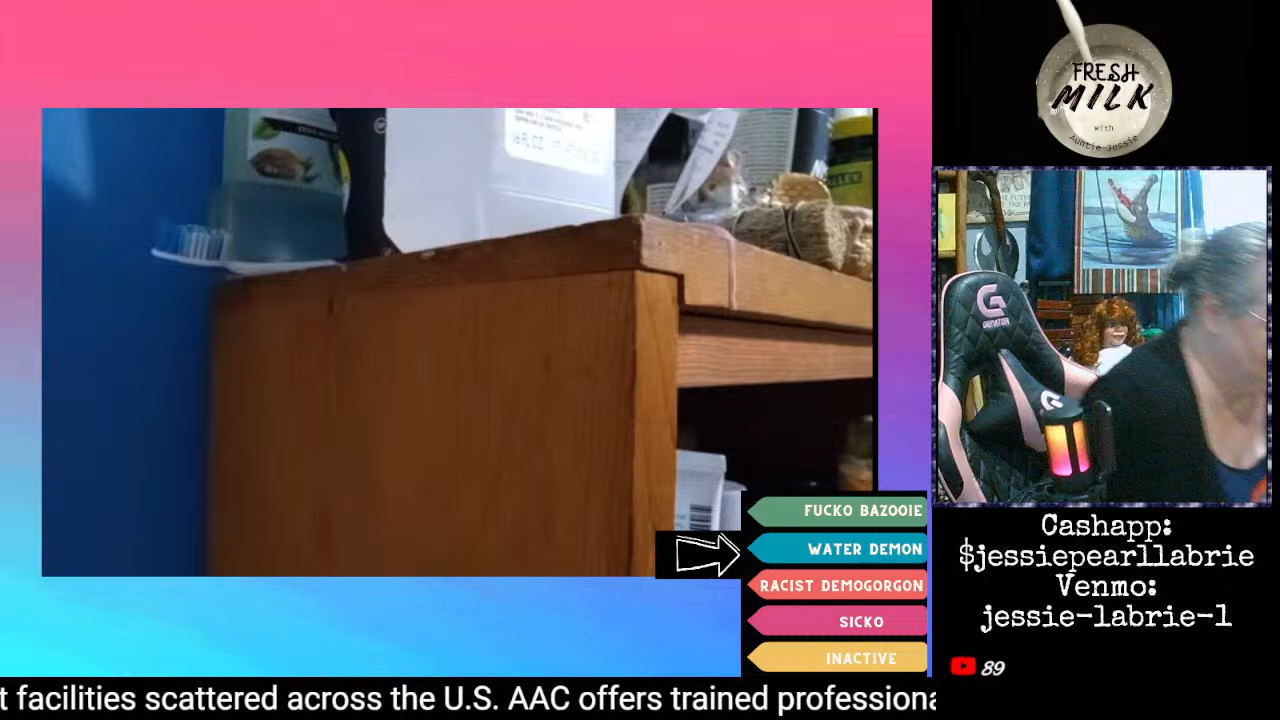 FRESH
MILK
with
Auntie Jessie
GENATOR
FUCKO BAZOOIE
WATER DEMON
RACIST DEMOGORGON
SICKO
INACTIVE
Cashapp:
$jessiepearllabrie
Venmo:
jessie-labrie-1
89
t facilities scattered across the U.S. AAC offers trained professiona